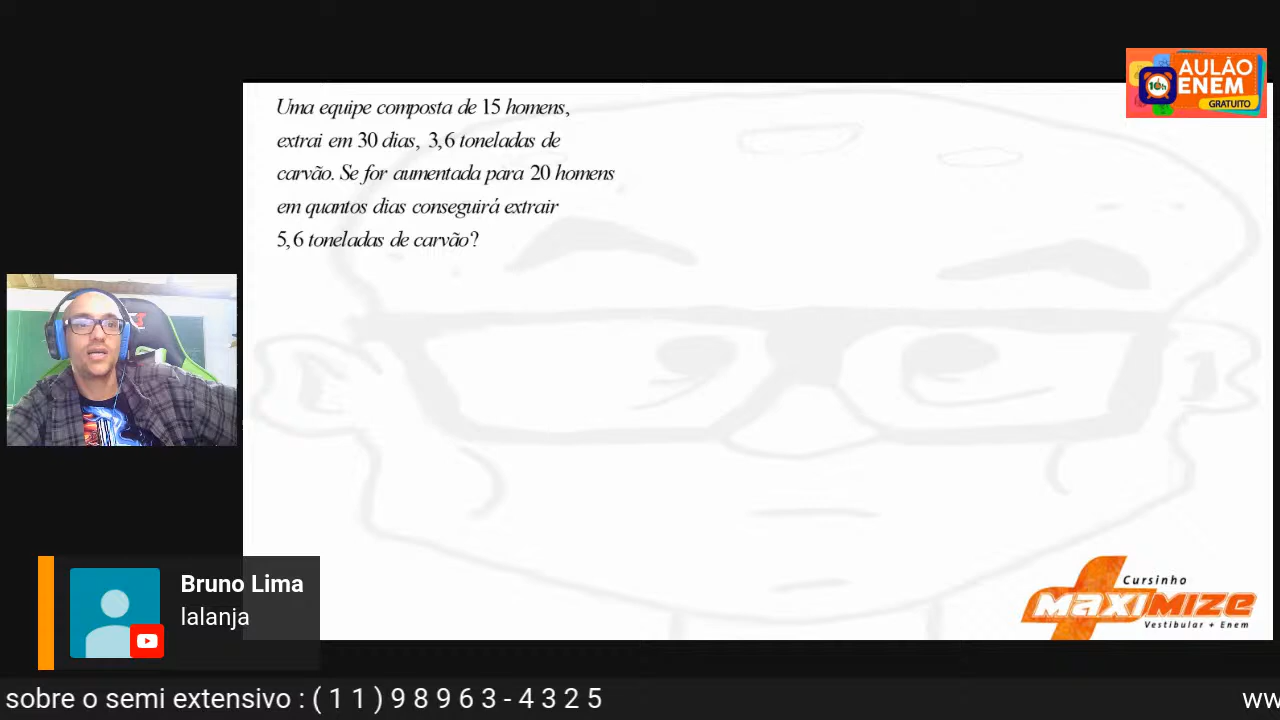 AULÃO
ENEM
GRATUITO
Uma equipe composta de 15 homens,
extrai em 30 dias, 3,6 toneladas de
carvão. Se for aumentada para 20 homens
em quantos dias conseguirá extrair
5,6 toneladas de carvão?
Bruno Lima
lalanja
Cursinho
MAXIMIZE
Vestibular + Enem
sobre o semi extensivo : ( 1 1 ) 9 8 9 6 3 - 4 3 2 5